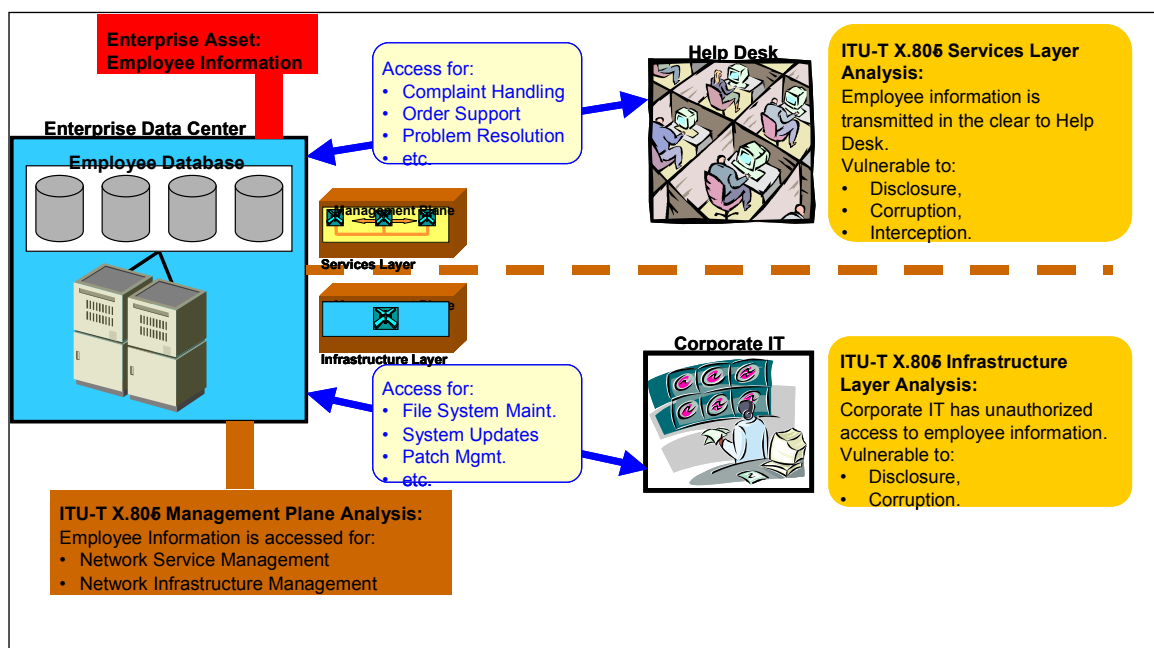 Enterprise Asset:
Employee Information
Access for:
• Complaint Handling
• Order Support
• Problem Resolution
• etc.
Help Desk
ITU-T X.805 Services Layer
Analysis:
Employee information is
transmitted in the clear to Help
Desk.
Vulnerable to:
• Disclosure,
• Corruption,
• Interception.
Enterprise Data Center
Employee Database
Management Plane
Services Layer
Infrastructure Layer
Access for:
• File System Maint.
• System Updates
• Patch Mgmt.
• etc.
Corporate IT
ITU-T X.805 Infrastructure
Layer Analysis:
Corporate IT has unauthorized
access to employee information.
Vulnerable to:
• Disclosure,
• Corruption.
ITU-T X.805 Management Plane Analysis:
Employee Information is accessed for:
• Network Service Management
• Network Infrastructure Management